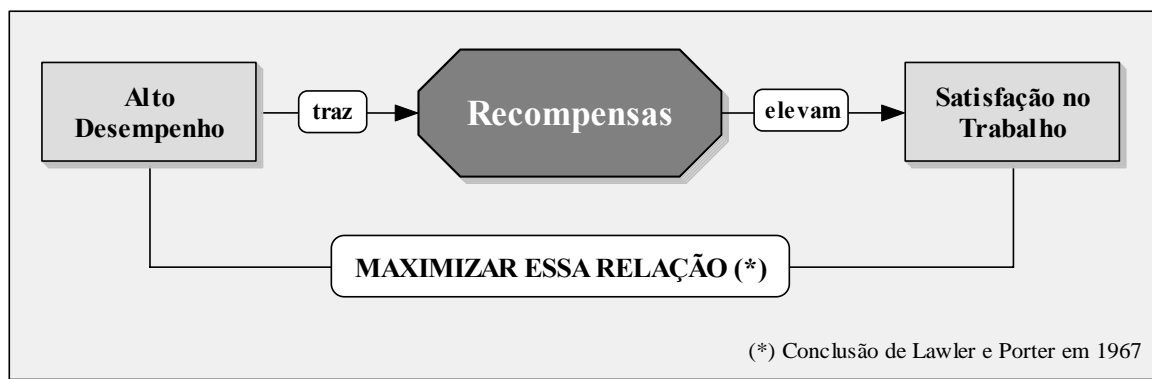 Alto
Desempenho
traz
Recompensas
elevam
Satisfação no
Trabalho
MAXIMIZAR ESSA RELAÇÃO (*)
(*) Conclusão de Lawler e Porter em 1967